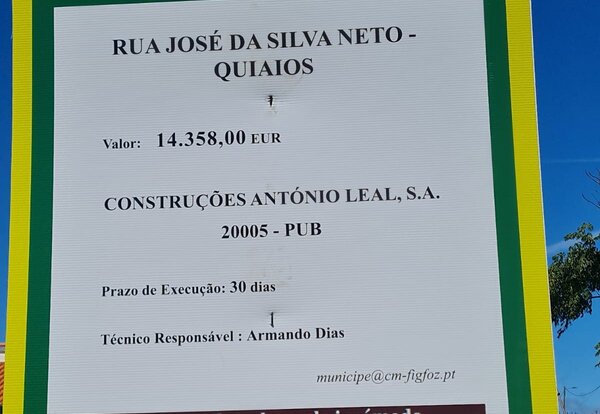 RUA JOSÉ DA SILVA NETO -
QUIAIOS
Valor: 14.358,00 EUR
CONSTRUÇÕES ANTÓNIO LEAL, S.A.
20005 - PUB
Prazo de Execução: 30 dias
Técnico Responsável : Armando Dias
municipe@cm-figfoz.pt